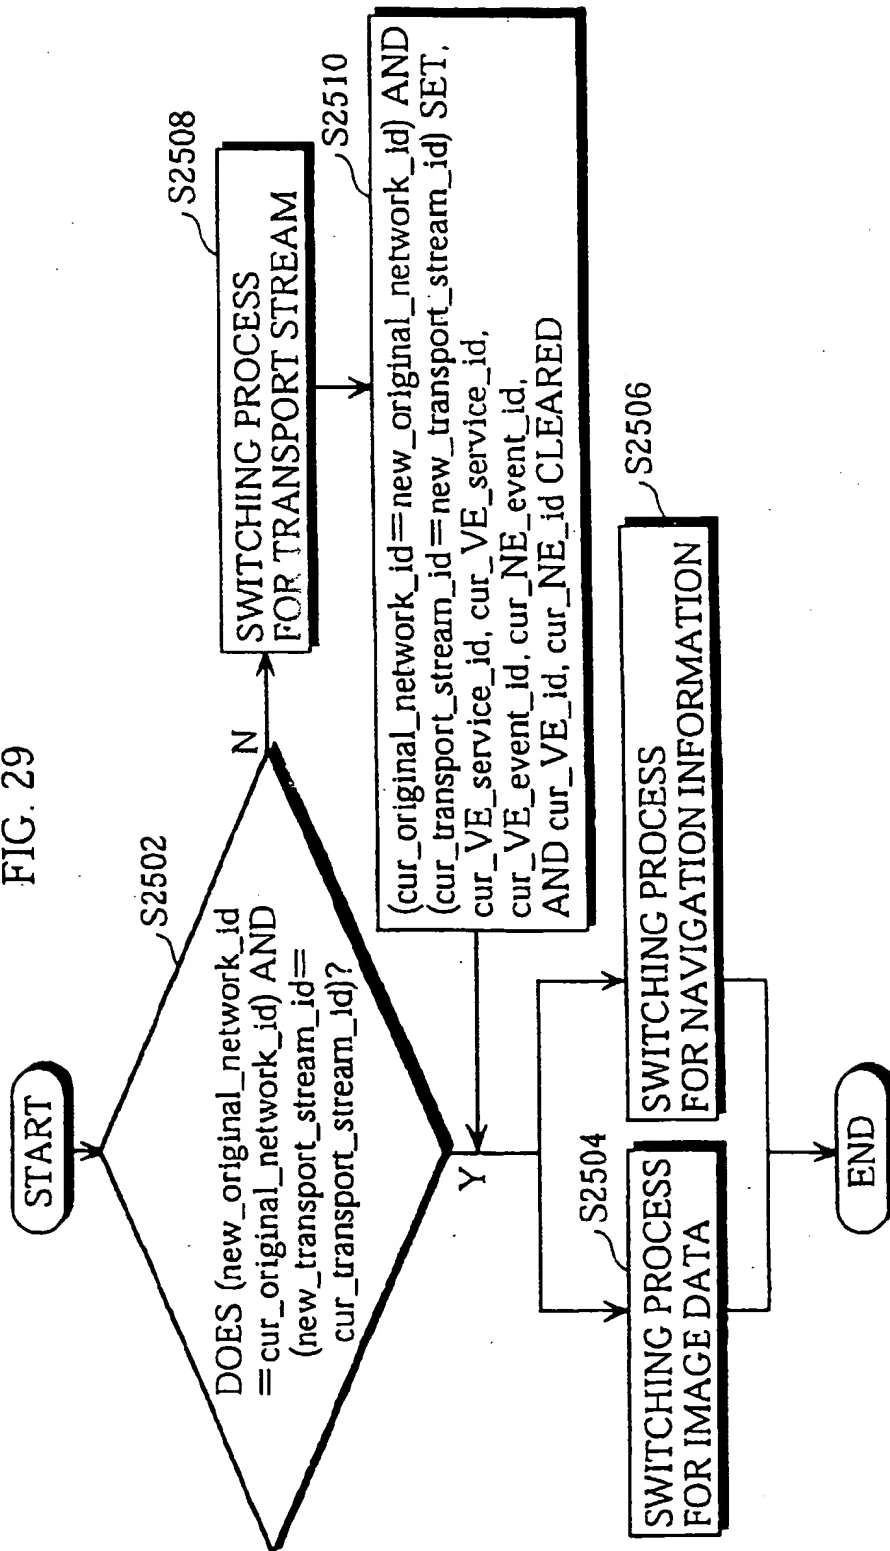 FIG. 29
START
S2502
DOES (new_original_network_id
=cur_original_network_id) AND
(new_transport_stream_id=
cur_transport_stream_id)?
N
S2508
SWITCHING PROCESS
FOR TRANSPORT STREAM
S2510
(cur_original_network_id=new_original_network_id) AND
(cur_transport_stream_id=new_transport_stream_id) SET,
cur_VE_service_id, cur_VE_service_id,
cur_VE_event_id, cur_NE_event_id,
AND cur_VE_id, cur_NE_id CLEARED
Y
S2504
SWITCHING PROCESS
FOR IMAGE DATA
S2506
SWITCHING PROCESS
FOR NAVIGATION INFORMATION
END